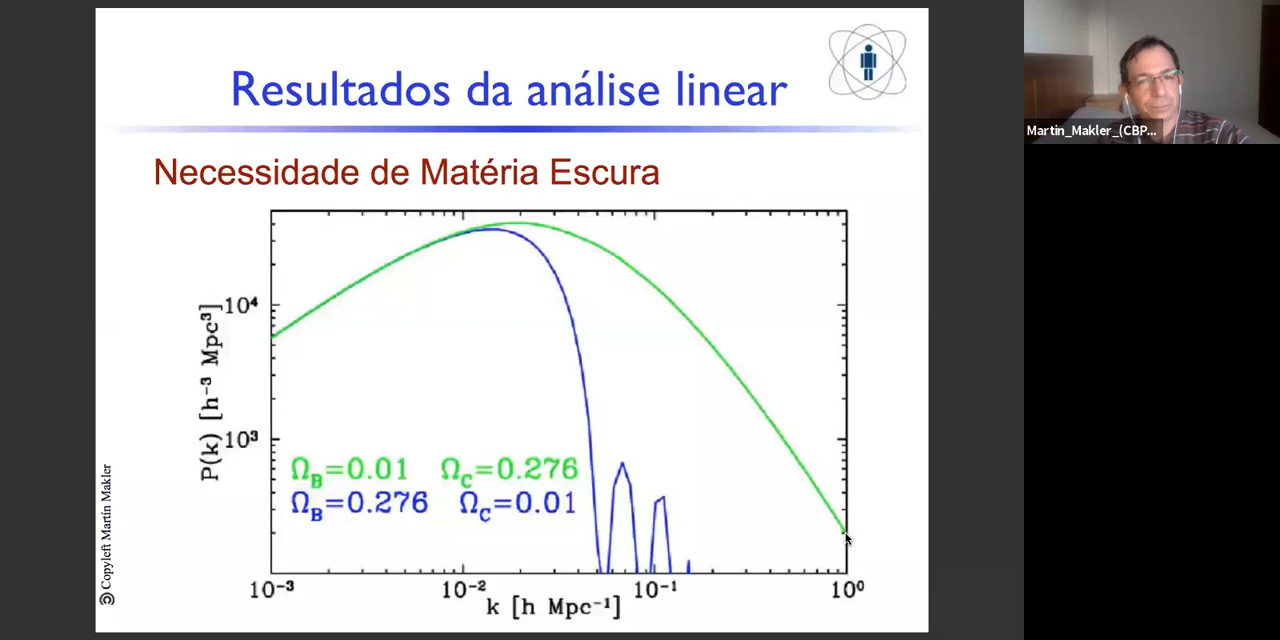 Resultados da análise linear
Martin_Makler_(CBP...
Necessidade de Matéria Escura
P(k) [h⁻³ Mpc³]
10⁴
10³
Ω_B=0.01 Ω_C=0.276
Ω_B=0.276 Ω_C=0.01
10⁻³ 10⁻² 10⁻¹ 10⁰
k [h Mpc⁻¹]
Copyleft Martín Makler